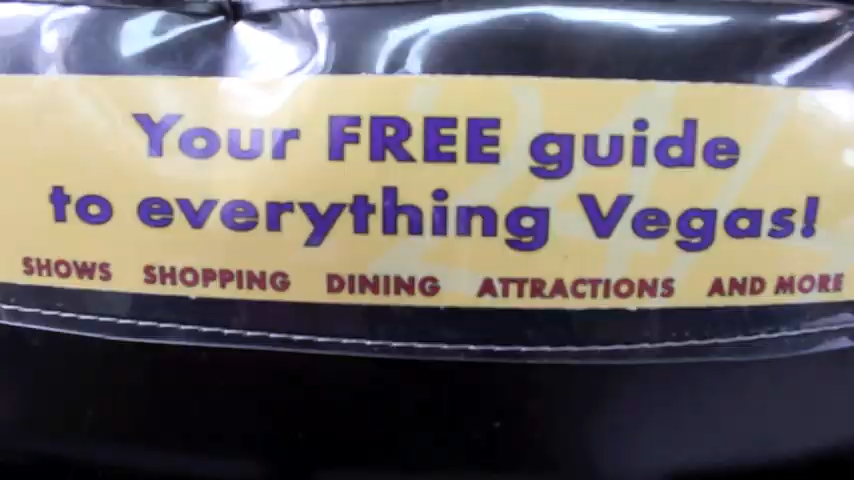 Your FREE guide
to everything Vegas!
SHOWS SHOPPING DINING ATTRACTIONS AND MORE